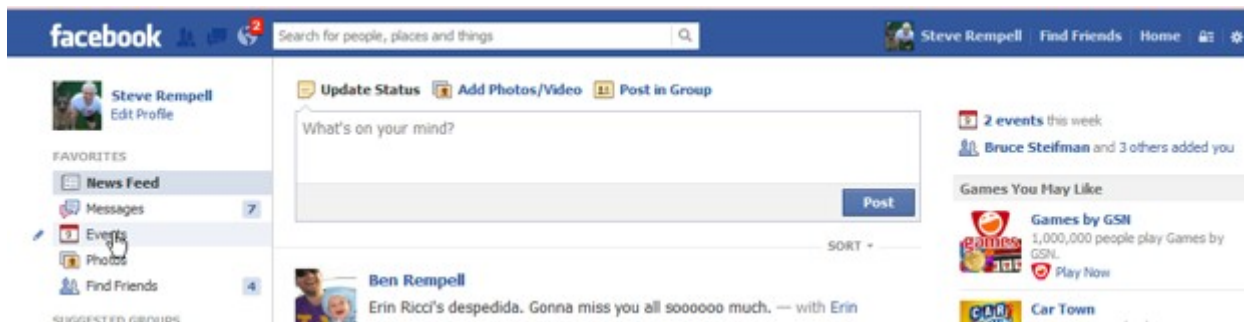 facebook
2
Search for people, places and things
Steve Rempell Find Friends Home
Steve Rempell
Edit Profile
FAVORITES
News Feed
Messages 7
Events
Photos
Find Friends 4
SUGGESTED GROUPS
Update Status Add Photos/Video Post in Group
What's on your mind?
Post
SORT
Ben Rempell
Erin Ricci's despedida. Gonna miss you all soooooo much. — with Erin
9 2 events this week
Bruce Steifman and 3 others added you
Games You May Like
games
Games by GSN
1,000,000 people play Games by
GSN.
Play Now
Car Town